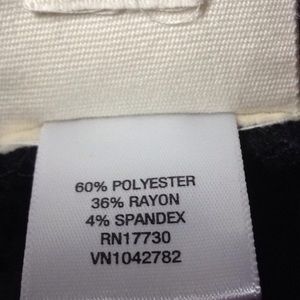 60% POLYESTER
36% RAYON
4% SPANDEX
RN17730
VN1042782